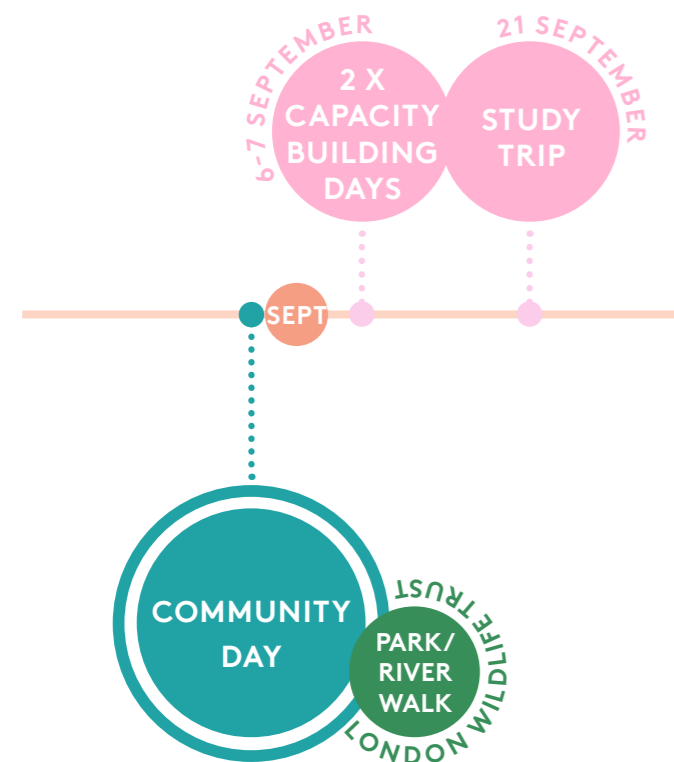 6-7 SEPTEMBER
2 X
CAPACITY
BUILDING
DAYS
21 SEPTEMBER
STUDY
TRIP
SEPT
COMMUNITY
DAY
PARK/
RIVER
WALK
LONDON WILDLIFE TRUST